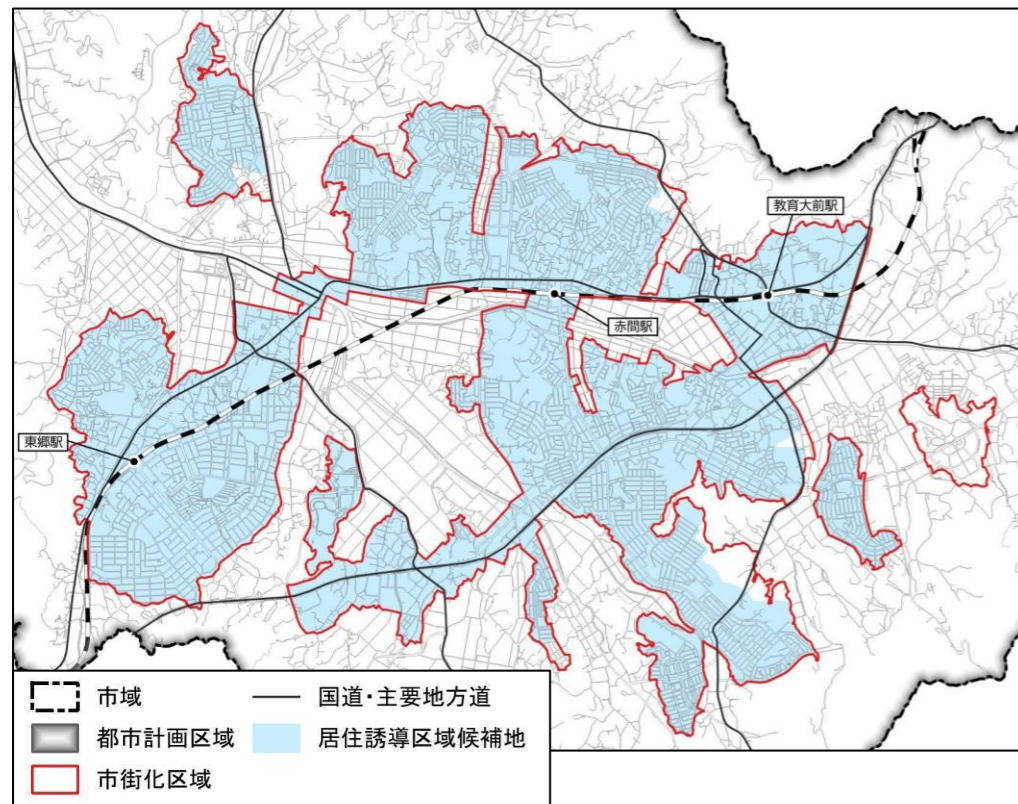 教育大前駅
赤間駅
東郷駅
市域
国道・主要地方道
都市計画区域
居住誘導区域候補地
市街化区域